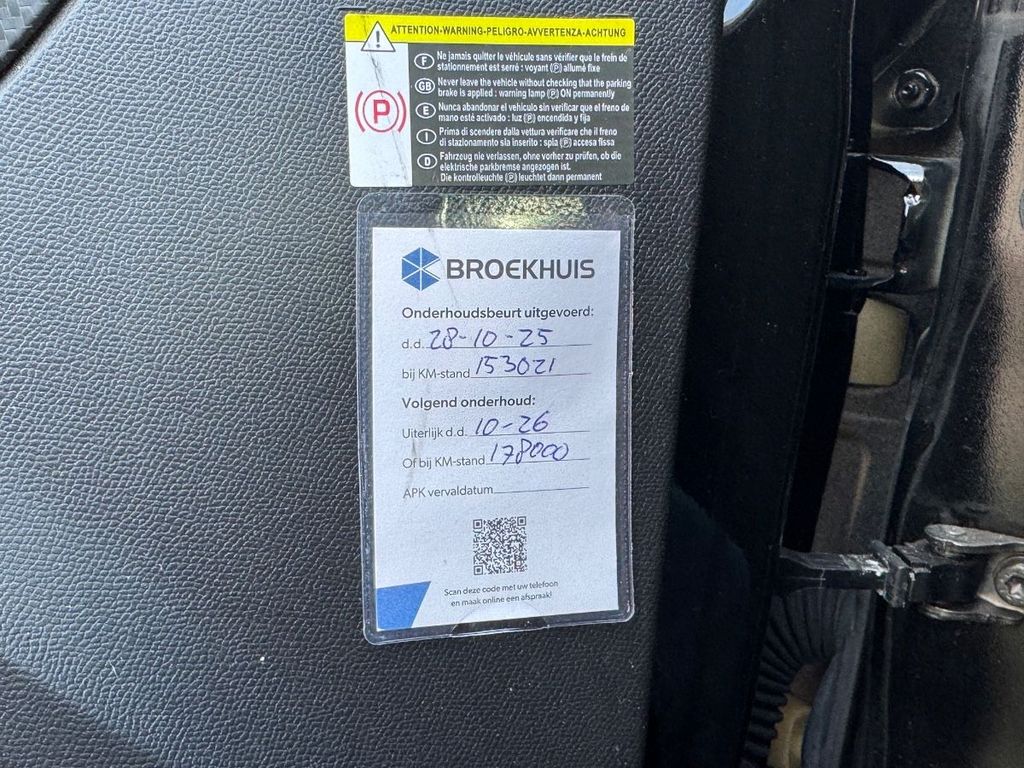 ATTENTION-WARNING-PELIGRO-AVVERTENZA-ACHTUNG
(P)
F Ne jamais quitter le véhicule sans vérifier que le frein de
stationnement est serré : voyant (P) allumé fixe
GB Never leave the vehicle without checking that the parking
brake is applied : warning lamp (P) ON permanently
E Nunca abandonar el vehiculo sin verificar que el freno de
mano esté activado : luz (P) encendida y fija
I Prima di scendere dalla vettura verificare che il freno
di stazionamento sia inserito : spia (P) accesa fissa
D Fahrzeug nie verlassen, ohne vorher zu prüfen, ob die
elektrische parkbremse angezogen ist.
Die kontrolleuchte (P) leuchtet dann permanent
BROEKHUIS
Onderhoudsbeurt uitgevoerd:
d.d. 28-10-25
bij KM-stand 153021
Volgend onderhoud:
Uiterlijk d.d. 10-26
Of bij KM-stand 178000
APK vervaldatum
Scan deze code met uw telefoon
en maak online een afspraak!